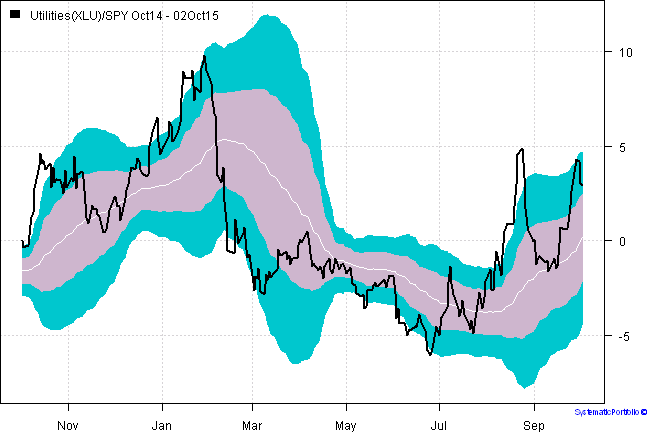 Utilities(XLU)/SPY Oct14 - 02Oct15
10
5
0
-5
Nov Jan Mar May Jul Sep
SystematicPortfolio ©